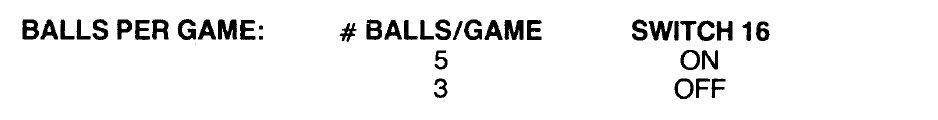 BALLS PER GAME: # BALLS/GAME SWITCH 16
5 ON
3 OFF